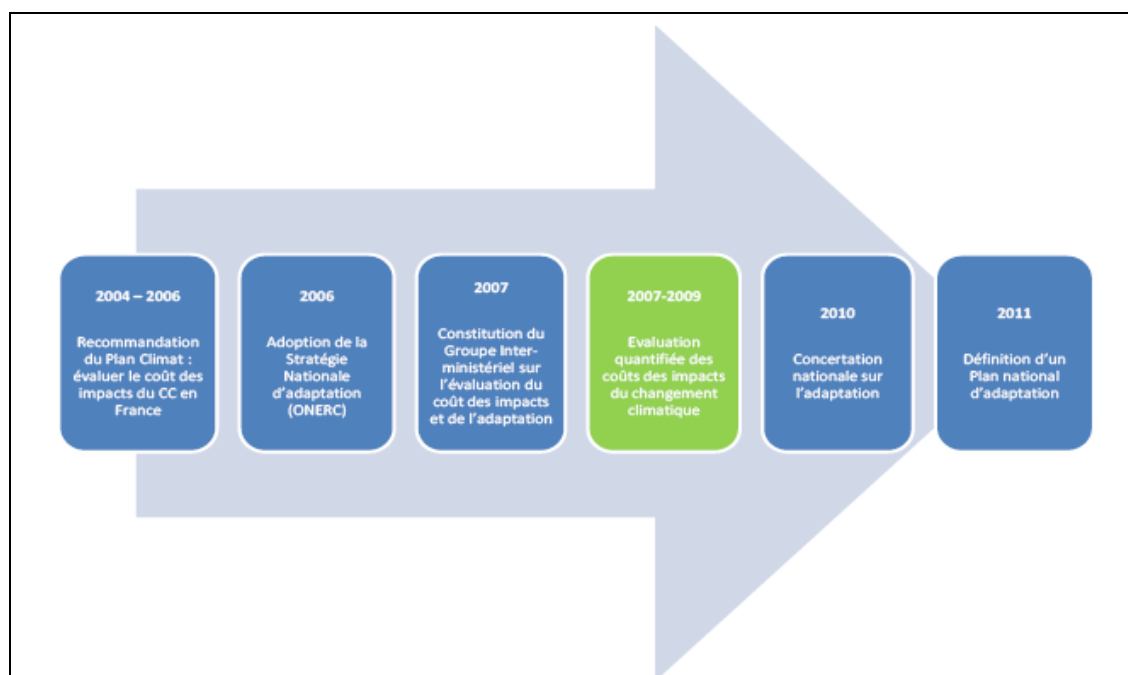 2004 – 2006
Recommandation
du Plan Climat :
évaluer le coût des
impacts du CC en
France
2006
Adoption de la
Stratégie
Nationale
d'adaptation
(ONERC)
2007
Constitution du
Groupe Inter-
ministériel sur
l'évaluation du
coût des impacts
et de l'adaptation
2007-2009
Evaluation
quantifiée des
coûts des impacts
du changement
climatique
2010
Concertation
nationale sur
l'adaptation
2011
Définition d'un
Plan national
d'adaptation